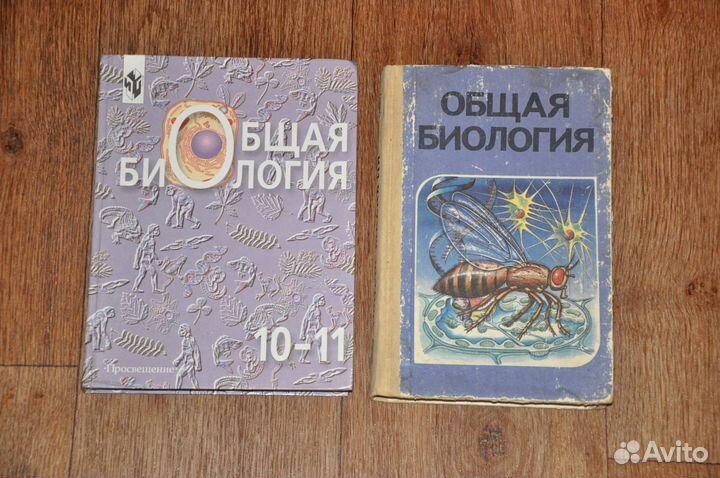 ОБЩАЯ
БИОЛОГИЯ
10-11
Просвещение
ОБЩАЯ
БИОЛОГИЯ
Avito